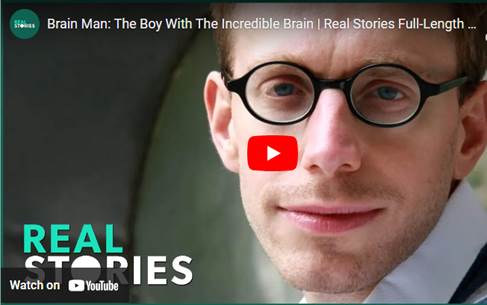 REAL
STORIES
Brain Man: The Boy With The Incredible Brain | Real Stories Full-Length ...
REAL
STORIES
Watch on YouTube